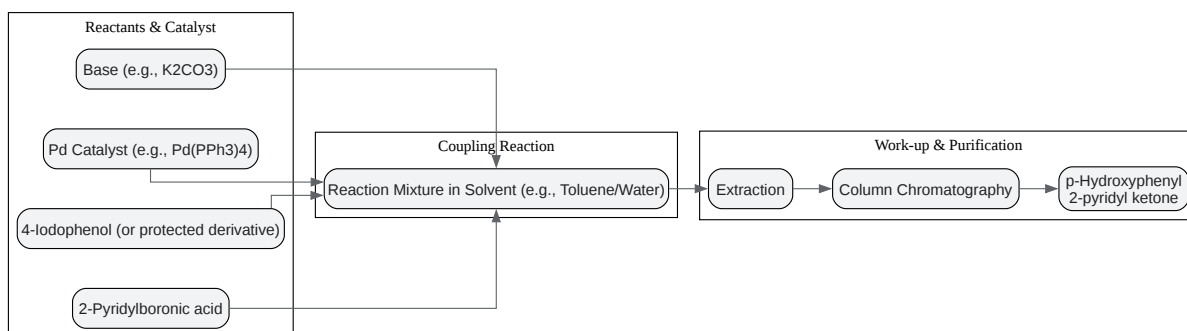 Reactants & Catalyst
Base (e.g., K2CO3)
Pd Catalyst (e.g., Pd(PPh3)4)
4-Iodophenol (or protected derivative)
2-Pyridylboronic acid
Coupling Reaction
Reaction Mixture in Solvent (e.g., Toluene/Water)
Work-up & Purification
Extraction
Column Chromatography
p-Hydroxyphenyl
2-pyridyl ketone